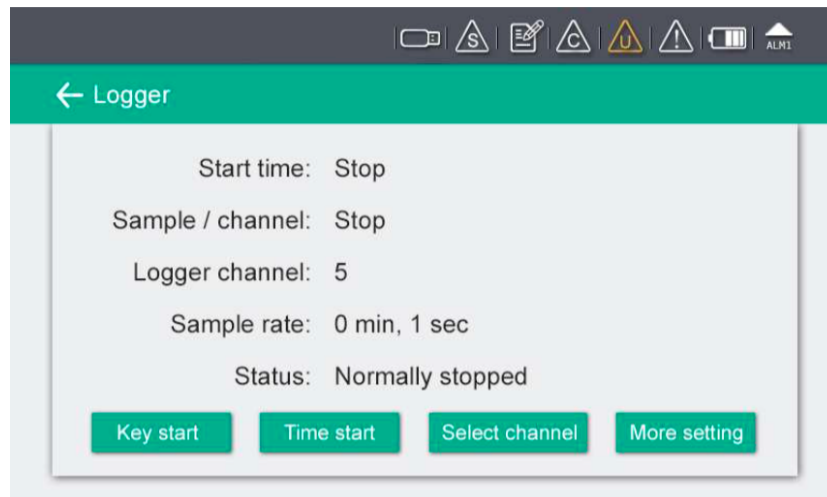 S C U ! ALM1
← Logger
Start time: Stop
Sample / channel: Stop
Logger channel: 5
Sample rate: 0 min, 1 sec
Status: Normally stopped
Key start Time start Select channel More setting